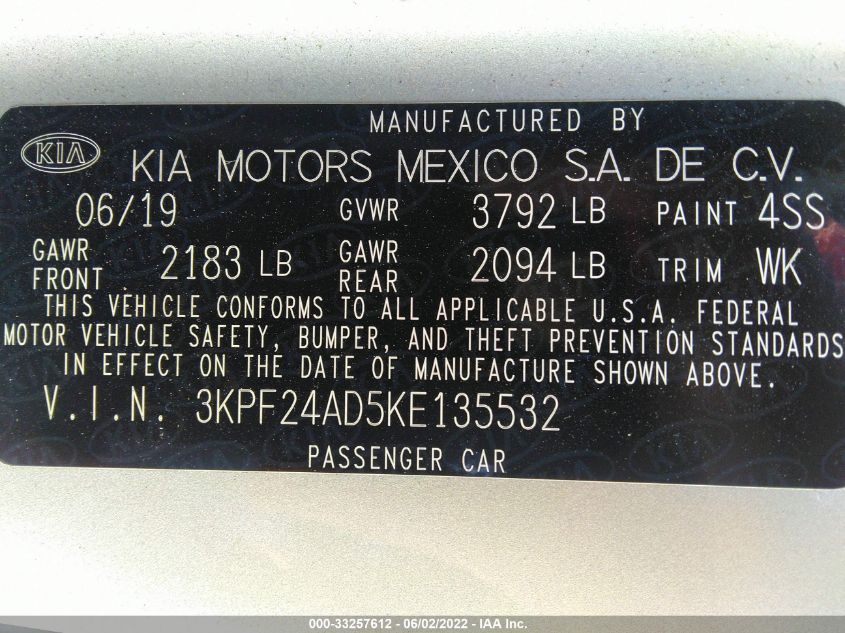 MANUFACTURED BY
KIA KIA MOTORS MEXICO S.A. DE C.V.
06/19 GVWR 3792 LB PAINT 4SS
GAWR FRONT 2183 LB GAWR REAR 2094 LB TRIM WK
THIS VEHICLE CONFORMS TO ALL APPLICABLE U.S.A. FEDERAL
MOTOR VEHICLE SAFETY, BUMPER, AND THEFT PREVENTION STANDARDS
IN EFFECT ON THE DATE OF MANUFACTURE SHOWN ABOVE.
V.I.N. 3KPF24AD5KE135532
PASSENGER CAR
000-33257612 - 06/02/2022 - IAA Inc.